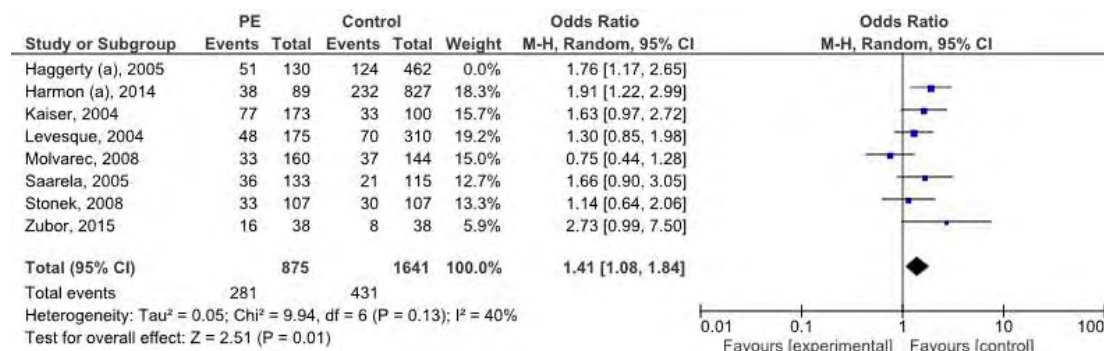 PE Control Odds Ratio Odds Ratio
Study or Subgroup Events Total Events Total Weight M-H, Random, 95% CI M-H, Random, 95% CI
Haggerty (a), 2005 51 130 124 462 0.0% 1.76 [1.17, 2.65]
Harmon (a), 2014 38 89 232 827 18.3% 1.91 [1.22, 2.99]
Kaiser, 2004 77 173 33 100 15.7% 1.63 [0.97, 2.72]
Levesque, 2004 48 175 70 310 19.2% 1.30 [0.85, 1.98]
Molvarec, 2008 33 160 37 144 15.0% 0.75 [0.44, 1.28]
Saarela, 2005 36 133 21 115 12.7% 1.66 [0.90, 3.05]
Stonek, 2008 33 107 30 107 13.3% 1.14 [0.64, 2.06]
Zubor, 2015 16 38 8 38 5.9% 2.73 [0.99, 7.50]
Total (95% CI) 875 1641 100.0% 1.41 [1.08, 1.84]
Total events 281 431
Heterogeneity: Tau² = 0.05; Chi² = 9.94, df = 6 (P = 0.13); I² = 40%
Test for overall effect: Z = 2.51 (P = 0.01)
0.01 0.1 1 10 100
Favours [experimental] Favours [control]